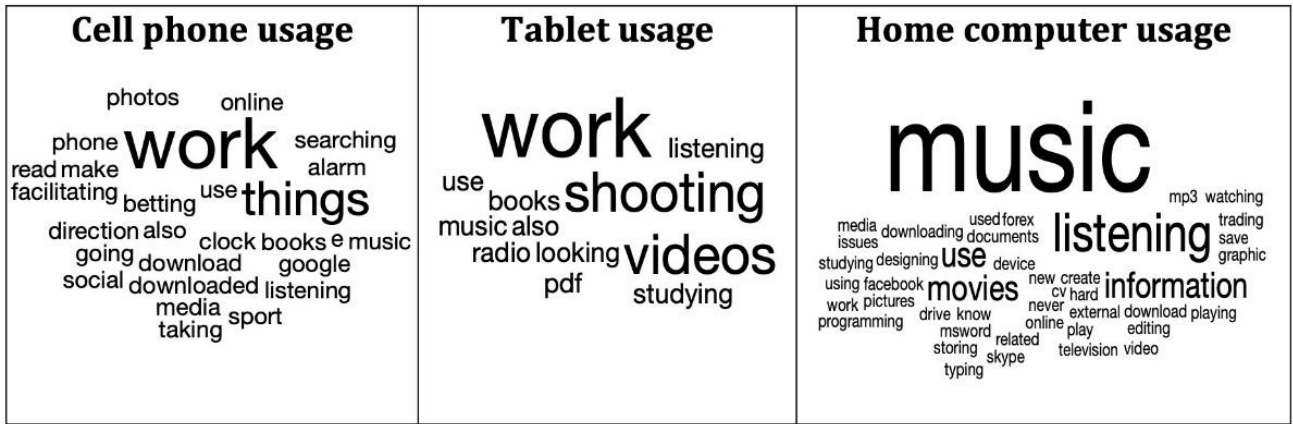 Cell phone usage
photos online
phone work searching
read make alarm
facilitating betting use things
direction also
going clock books e music
download google
social downloaded listening
media sport
taking
Tablet usage
work listening
use books shooting
music also
radio looking videos
pdf studying
Home computer usage
music
mp3 watching
media downloading used forex listening trading
issues documents save
studying designing use device graphic
using facebook movies new create information
work pictures cv hard
programming drive know never external download playing
msword online play editing
storing related television video
skype
typing